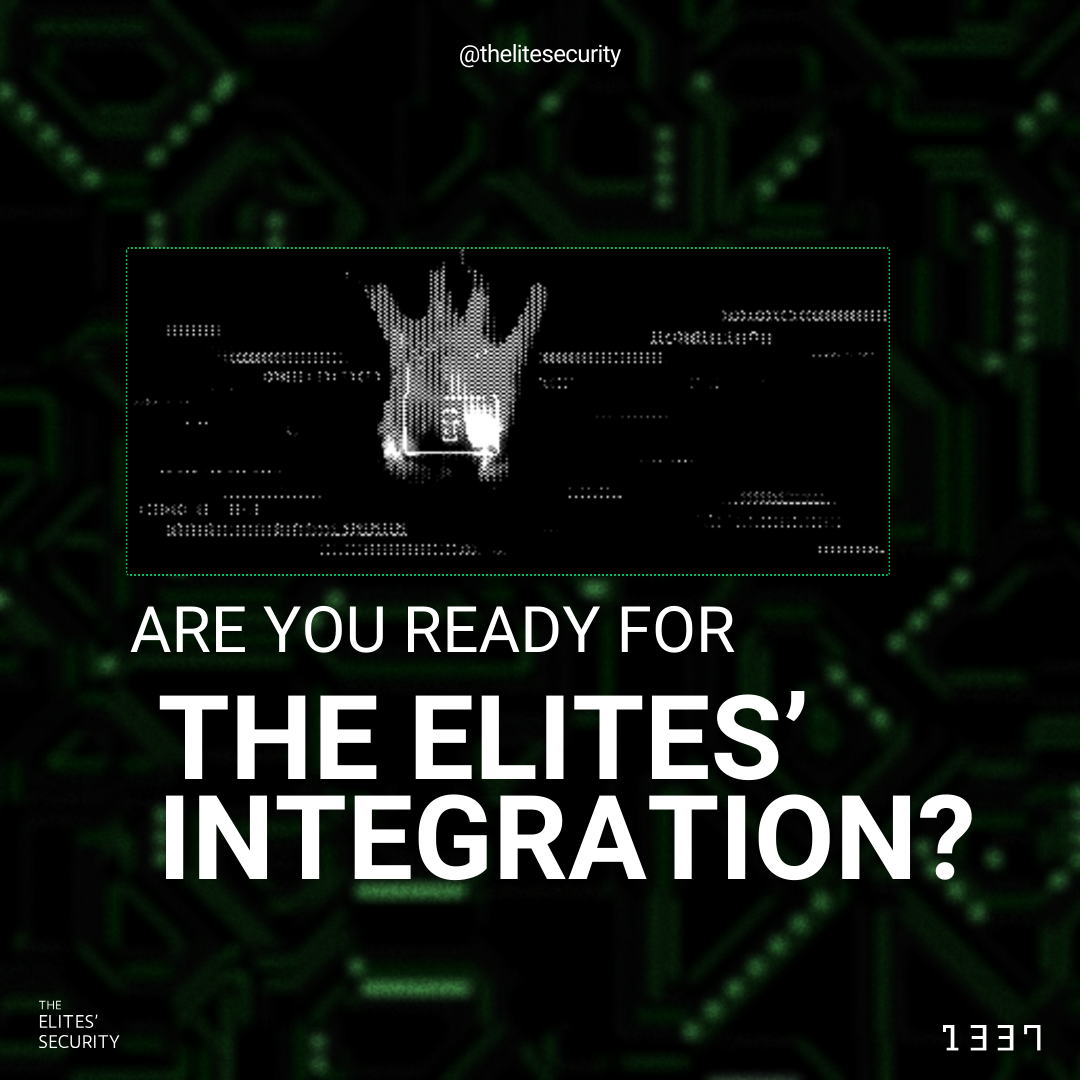 @thelitesecurity
ARE YOU READY FOR
THE ELITES’
INTEGRATION?
THE
ELITES’
SECURITY
1337